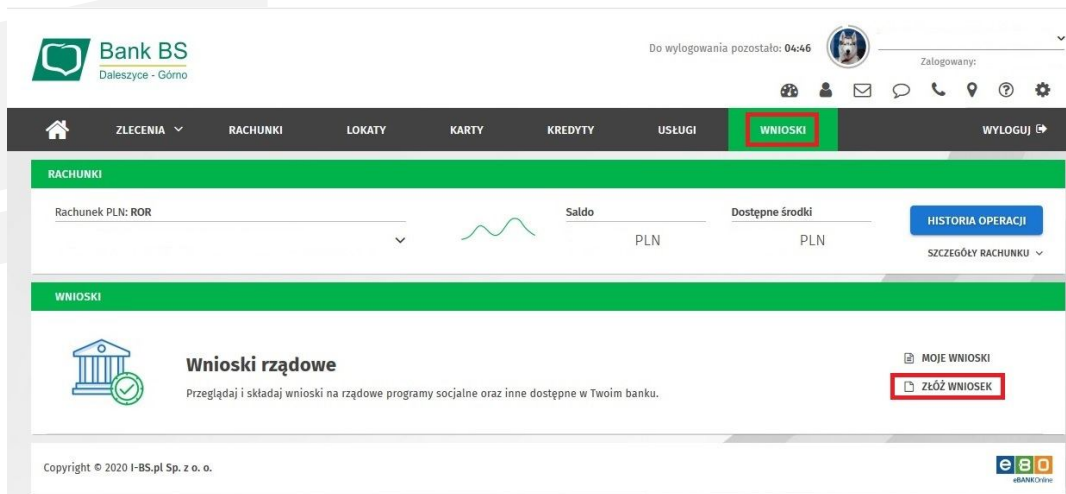 Bank BS
Daleszyce - Górno
Do wylogowania pozostało: 04:46
Zalogowany:
ZLECENIA RACHUNKI LOKATY KARTY KREDYTY USŁUGI WNIOSKI WYLOGUJ
RACHUNKI
Rachunek PLN: ROR
Saldo
Dostępne środki
PLN
PLN
HISTORIA OPERACJI
SZCZEGÓŁY RACHUNKU
WNIOSKI
Wnioski rządowe
Przeglądaj i składaj wnioski na rządowe programy socjalne oraz inne dostępne w Twoim banku.
MOJE WNIOSKI
ZŁÓŻ WNIOSEK
Copyright © 2020 I-BS.pl Sp. z o. o.
eBO
eBANKOnline